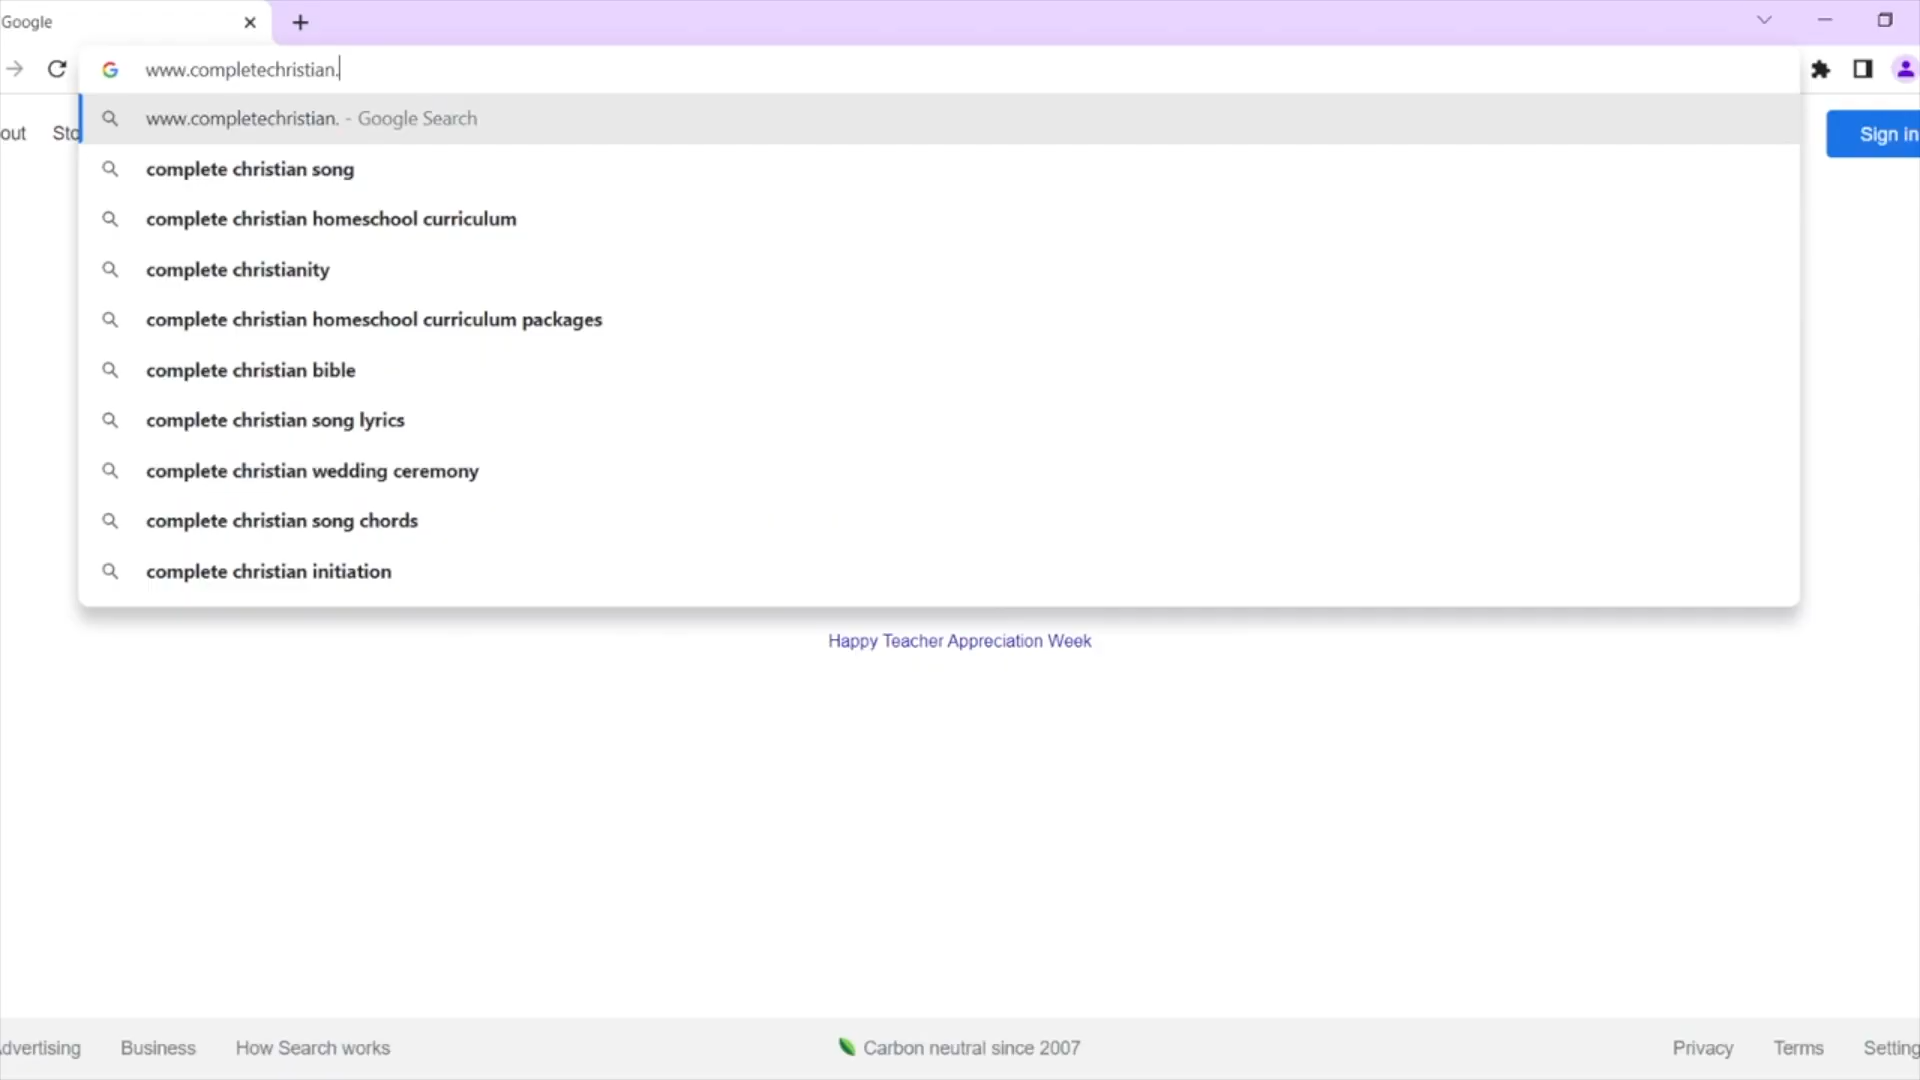 Google
www.completechristian.
www.completechristian. - Google Search
out Sto
Sign in
complete christian song
complete christian homeschool curriculum
complete christianity
complete christian homeschool curriculum packages
complete christian bible
complete christian song lyrics
complete christian wedding ceremony
complete christian song chords
complete christian initiation
Happy Teacher Appreciation Week
dvertising Business How Search works Carbon neutral since 2007 Privacy Terms Setting